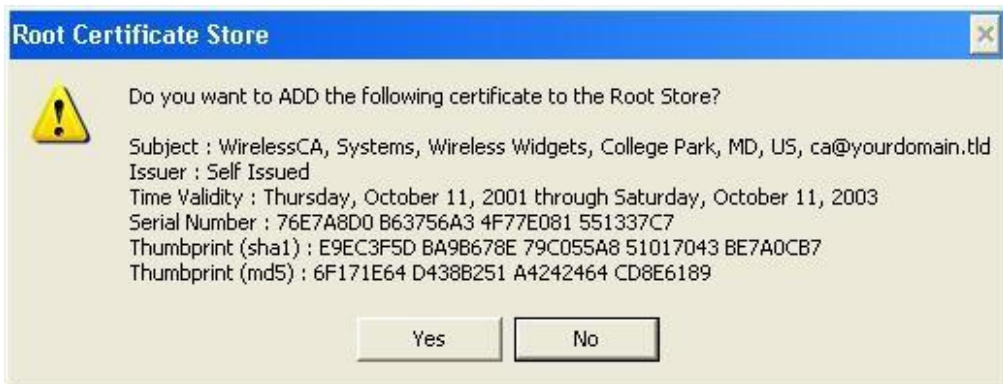 Root Certificate Store
Do you want to ADD the following certificate to the Root Store?
Subject : WirelessCA, Systems, Wireless Widgets, College Park, MD, US, ca@yourdomain.tld
Issuer : Self Issued
Time Validity : Thursday, October 11, 2001 through Saturday, October 11, 2003
Serial Number : 76E7A8D0 B63756A3 4F77E081 551337C7
Thumbprint (sha1) : E9EC3F5D BA9B678E 79C055A8 51017043 BE7A0CB7
Thumbprint (md5) : 6F171E64 D438B251 A4242464 CD8E6189
Yes No